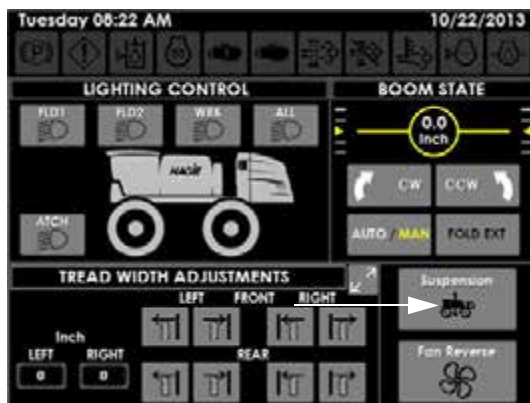 Tuesday 08:22 AM 10/22/2013
(P)
LIGHTING CONTROL BOOM STATE
FLD1 FLD2 WRK ALL
0.0
Inch
HAGIE
CW CCW
ATCH
AUTO / MAN FOLD EXT
TREAD WIDTH ADJUSTMENTS Suspension
LEFT FRONT RIGHT
Inch
LEFT RIGHT REAR Fan Reverse
0 0